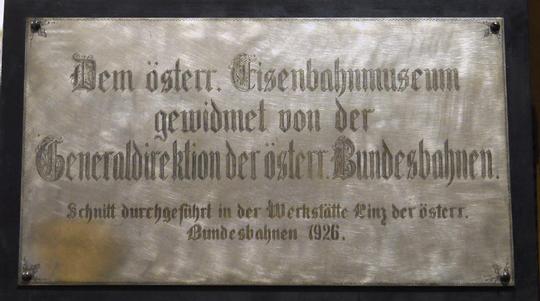 Dem österr. Eisenbahnmuseum
gewidmet von der
Generaldirektion der österr. Bundesbahnen.
Schnitt durchgeführt in der Werkstätte Linz der österr.
Bundesbahnen 1926.